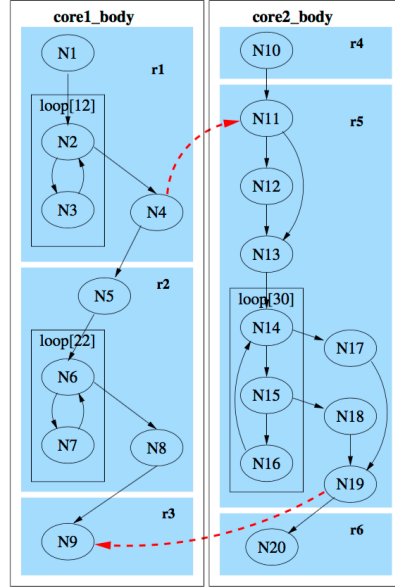 core1_body
N1
r1
loop[12]
N2
N3
N4
N5
r2
loop[22]
N6
N7
N8
r3
N9
core2_body
N10
r4
N11
r5
N12
N13
loop[30]
N14
N17
N15
N18
N16
N19
r6
N20